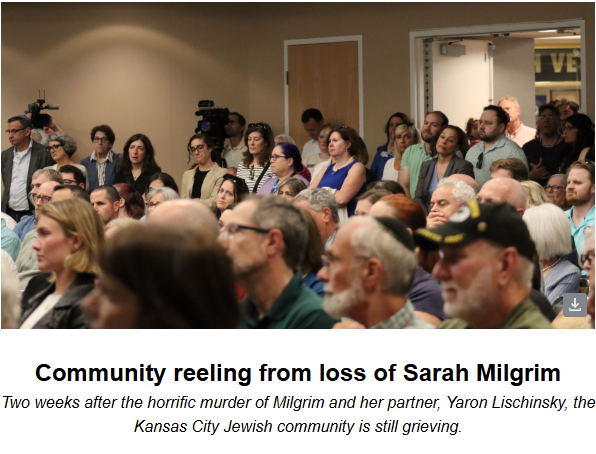 Community reeling from loss of Sarah Milgrim
Two weeks after the horrific murder of Milgrim and her partner, Yaron Lischinsky, the
Kansas City Jewish community is still grieving.